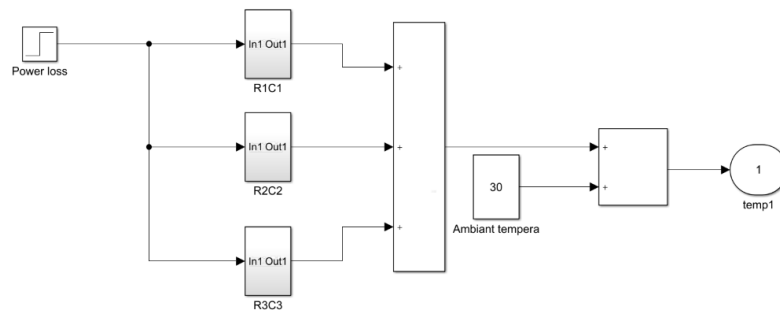 Power loss
In1 Out1
R1C1
In1 Out1
R2C2
In1 Out1
R3C3
+
+
+
30
Ambiant tempera
+
+
1
temp1